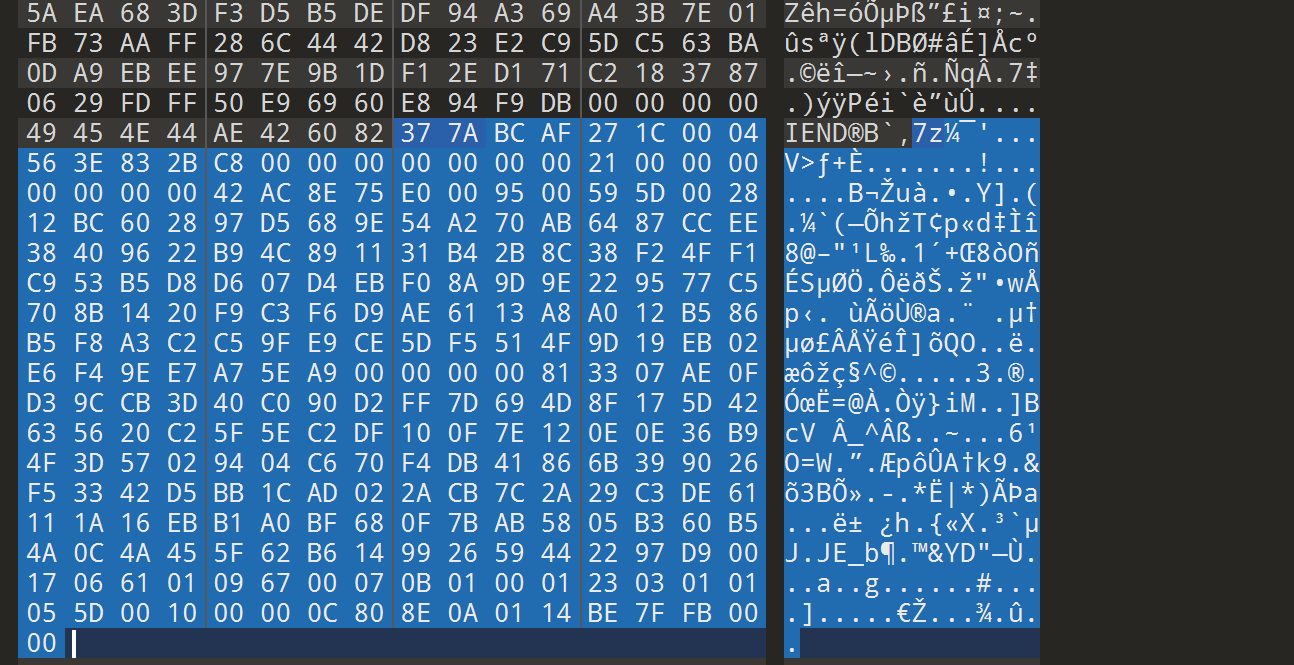 5A EA 68 3D F3 D5 B5 DE DF 94 A3 69 A4 3B 7E 01 Zêh=óÕµÞß”£i¤;~.
FB 73 AA FF 28 6C 44 42 D8 23 E2 C9 5D C5 63 BA ûsªÿ(lDBØ#âÉ]Åcº
0D A9 EB EE 97 7E 9B 1D F1 2E D1 71 C2 18 37 87 .©ëî—~›.ñ.ÑqÂ.7‡
06 29 FD FF 50 E9 69 60 E8 94 F9 DB 00 00 00 00 .)ýÿPéi`è”ùÛ....
49 45 4E 44 AE 42 60 82 37 7A BC AF 27 1C 00 04 IEND®B`‚7z¼¯'...
56 3E 83 2B C8 00 00 00 00 00 00 00 21 00 00 00 V>ƒ+È.......!...
00 00 00 00 42 AC 8E 75 E0 00 95 00 59 5D 00 28 ....B¬Žuà.•.Y].(
12 BC 60 28 97 D5 68 9E 54 A2 70 AB 64 87 CC EE .¼`(—ÕhžT¢p«d‡Ìî
38 40 96 22 B9 4C 89 11 31 B4 2B 8C 38 F2 4F F1 8@–"¹L‰.1´+Œ8òOñ
C9 53 B5 D8 D6 07 D4 EB F0 8A 9D 9E 22 95 77 C5 ÉSµØÖ.ÔëðŠ.ž"•wÅ
70 8B 14 20 F9 C3 F6 D9 AE 61 13 A8 A0 12 B5 86 p‹. ùÃöÙ®a.¨ .µ†
B5 F8 A3 C2 C5 9F E9 CE 5D F5 51 4F 9D 19 EB 02 µø£ÂÅŸéÎ]õQO..ë.
E6 F4 9E E7 A7 5E A9 00 00 00 00 81 33 07 AE 0F æôžç§^©.....3.®.
D3 9C CB 3D 40 C0 90 D2 FF 7D 69 4D 8F 17 5D 42 ÓœË=@À.Òÿ}iM..]B
63 56 20 C2 5F 5E C2 DF 10 0F 7E 12 0E 0E 36 B9 cV Â_^Âß..~...6¹
4F 3D 57 02 94 04 C6 70 F4 DB 41 86 6B 39 90 26 O=W.”.ÆpôÛA†k9.&
F5 33 42 D5 BB 1C AD 02 2A CB 7C 2A 29 C3 DE 61 õ3BÕ».-.*Ë|*)ÃÞa
11 1A 16 EB B1 A0 BF 68 0F 7B AB 58 05 B3 60 B5 ...ë± ¿h.{«X.³`µ
4A 0C 4A 45 5F 62 B6 14 99 26 59 44 22 97 D9 00 J.JE_b¶.™&YD"—Ù.
17 06 61 01 09 67 00 07 0B 01 00 01 23 03 01 01 ..a..g......#...
05 5D 00 10 00 00 0C 80 8E 0A 01 14 BE 7F FB 00 .].....€Ž...¾.û.
00 .